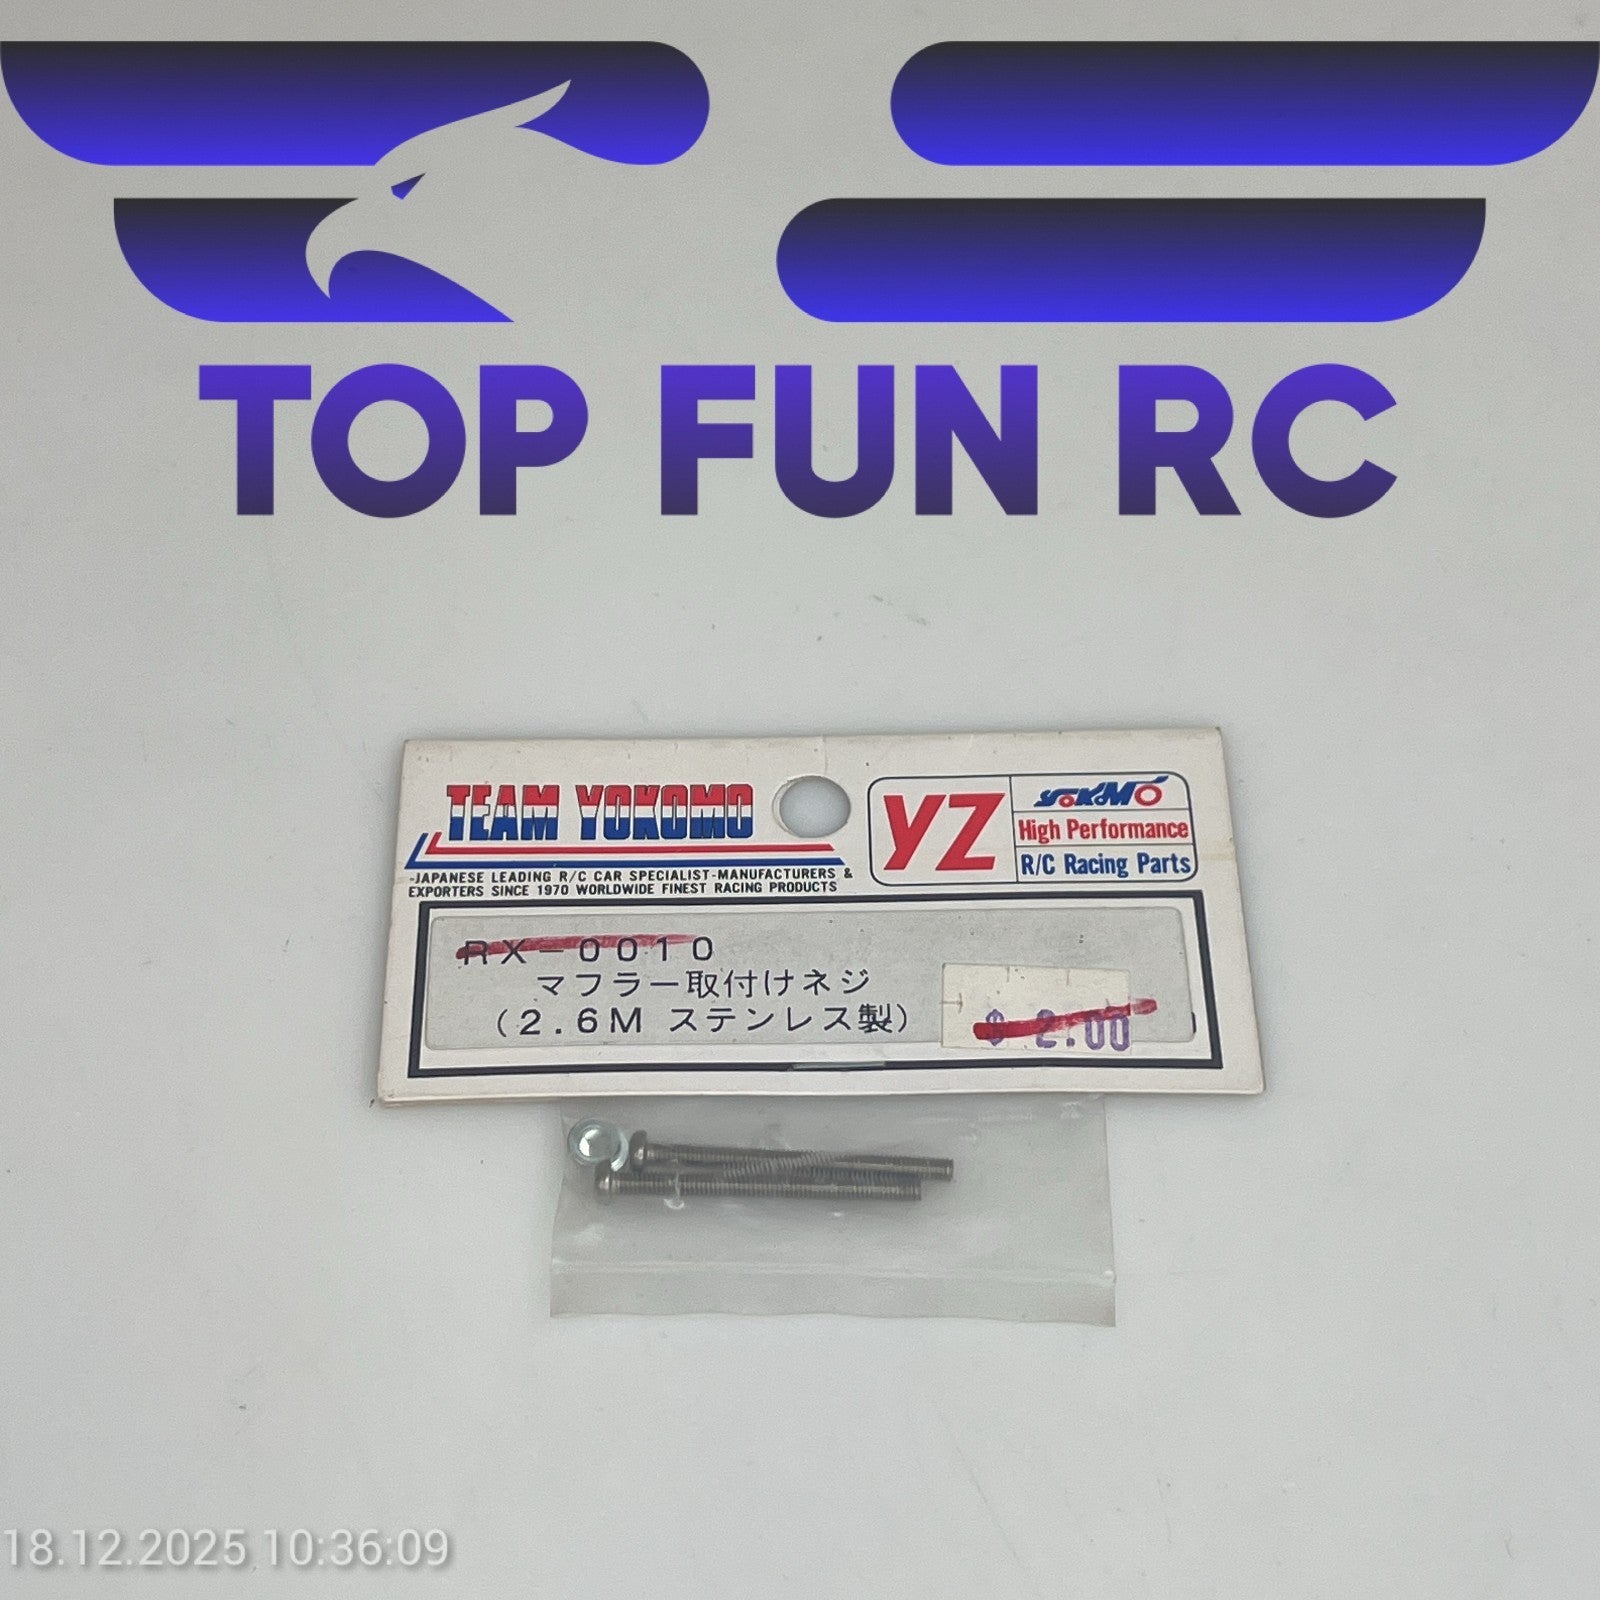 TOP FUN RC
TEAM YOKOMO
-JAPANESE LEADING R/C CAR SPECIALIST-MANUFACTURERS &
EXPORTERS SINCE 1970 WORLDWIDE FINEST RACING PRODUCTS
YZ
YOKOMO
High Performance
R/C Racing Parts
RX-0010
マフラー取付けネジ
(2.6M ステンレス製)
$ 2.00
18.12.2025 10:36:09